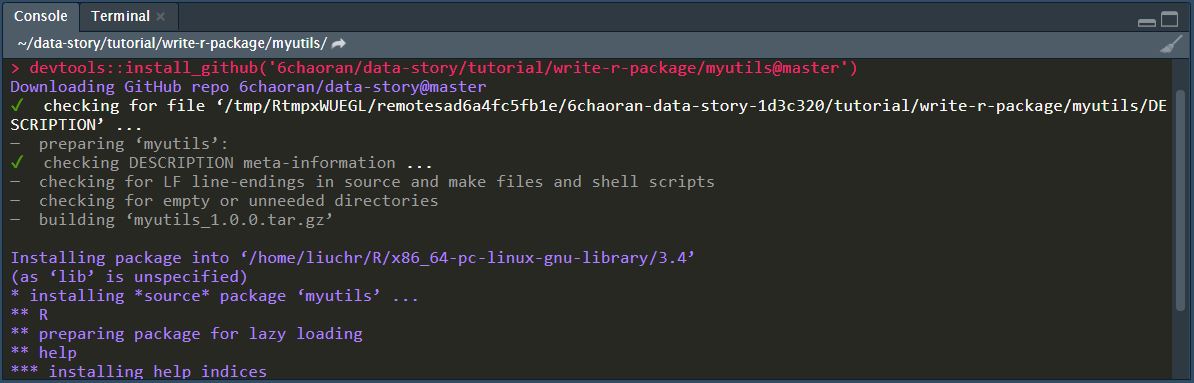 Console Terminal ×
~/data-story/tutorial/write-r-package/myutils/
> devtools::install_github('6chaoran/data-story/tutorial/write-r-package/myutils@master')
Downloading GitHub repo 6chaoran/data-story@master
✓  checking for file ‘/tmp/RtmpxWUEGL/remotesad6a4fc5fb1e/6chaoran-data-story-1d3c320/tutorial/write-r-package/myutils/DE
SCRIPTION’ ...
─  preparing ‘myutils’:
✓  checking DESCRIPTION meta-information ...
─  checking for LF line-endings in source and make files and shell scripts
─  checking for empty or unneeded directories
─  building ‘myutils_1.0.0.tar.gz’
Installing package into ‘/home/liuchr/R/x86_64-pc-linux-gnu-library/3.4’
(as ‘lib’ is unspecified)
* installing *source* package ‘myutils’ ...
** R
** preparing package for lazy loading
** help
*** installing help indices